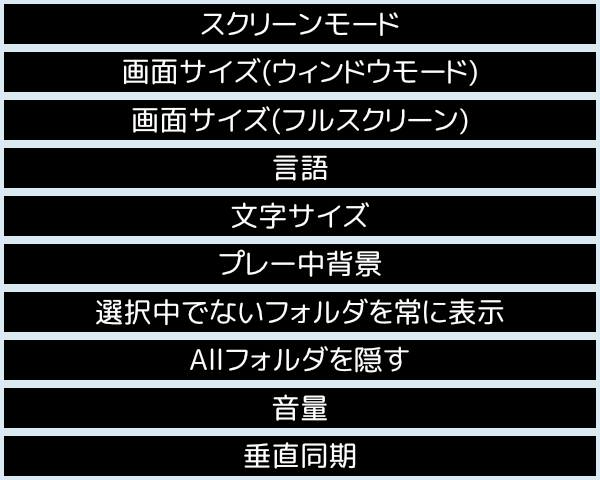 スクリーンモード
画面サイズ(ウィンドウモード)
画面サイズ(フルスクリーン)
言語
文字サイズ
プレー中背景
選択中でないフォルダを常に表示
Allフォルダを隠す
音量
垂直同期